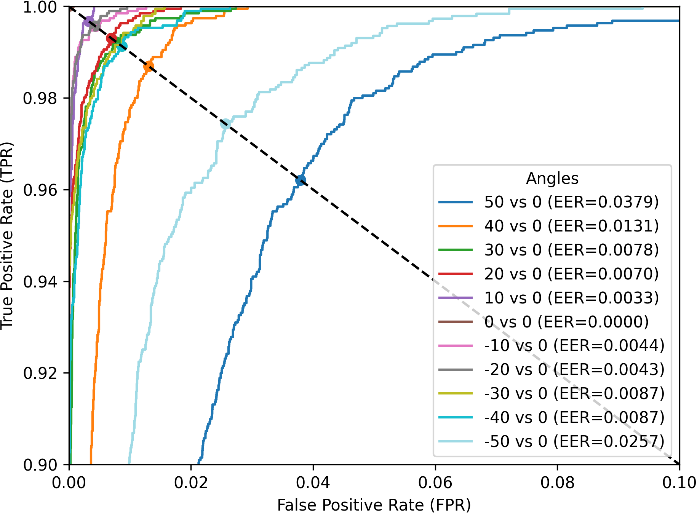 1.00
0.98
0.96
0.94
0.92
0.90
True Positive Rate (TPR)
0.00
0.02
0.04
0.06
0.08
0.10
False Positive Rate (FPR)
Angles
50 vs 0 (EER=0.0379)
40 vs 0 (EER=0.0131)
30 vs 0 (EER=0.0078)
20 vs 0 (EER=0.0070)
10 vs 0 (EER=0.0033)
0 vs 0 (EER=0.0000)
-10 vs 0 (EER=0.0044)
-20 vs 0 (EER=0.0043)
-30 vs 0 (EER=0.0087)
-40 vs 0 (EER=0.0087)
-50 vs 0 (EER=0.0257)